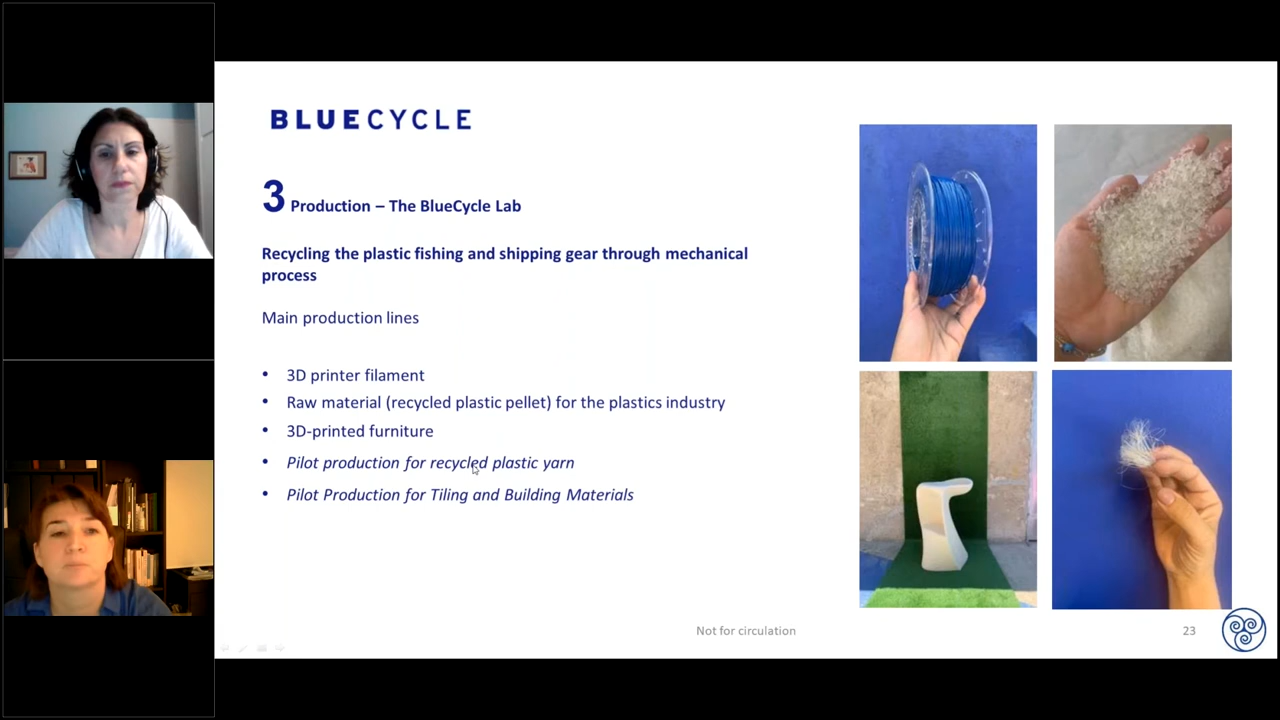 BLUECYCLE
3 Production – The BlueCycle Lab
Recycling the plastic fishing and shipping gear through mechanical
process
Main production lines
• 3D printer filament
• Raw material (recycled plastic pellet) for the plastics industry
• 3D-printed furniture
• Pilot production for recycled plastic yarn
• Pilot Production for Tiling and Building Materials
Not for circulation
23